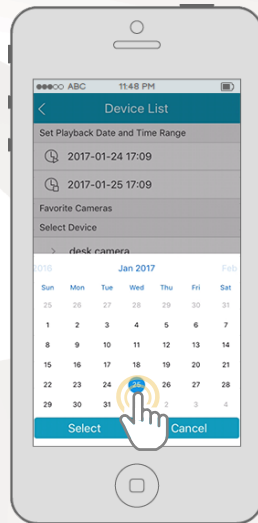 ABC 11:48 PM
< Device List
Set Playback Date and Time Range
2017-01-24 17:09
2017-01-25 17:09
Favorite Cameras
Select Device
> desk camera
2016 Jan 2017 Feb
Sun Mon Tue Wed Thu Fri Sat
25 26 27 28 29 30 31
1 2 3 4 5 6 7
8 9 10 11 12 13 14
15 16 17 18 19 20 21
22 23 24 25 26 27 28
29 30 31 2 3 4
Select Cancel